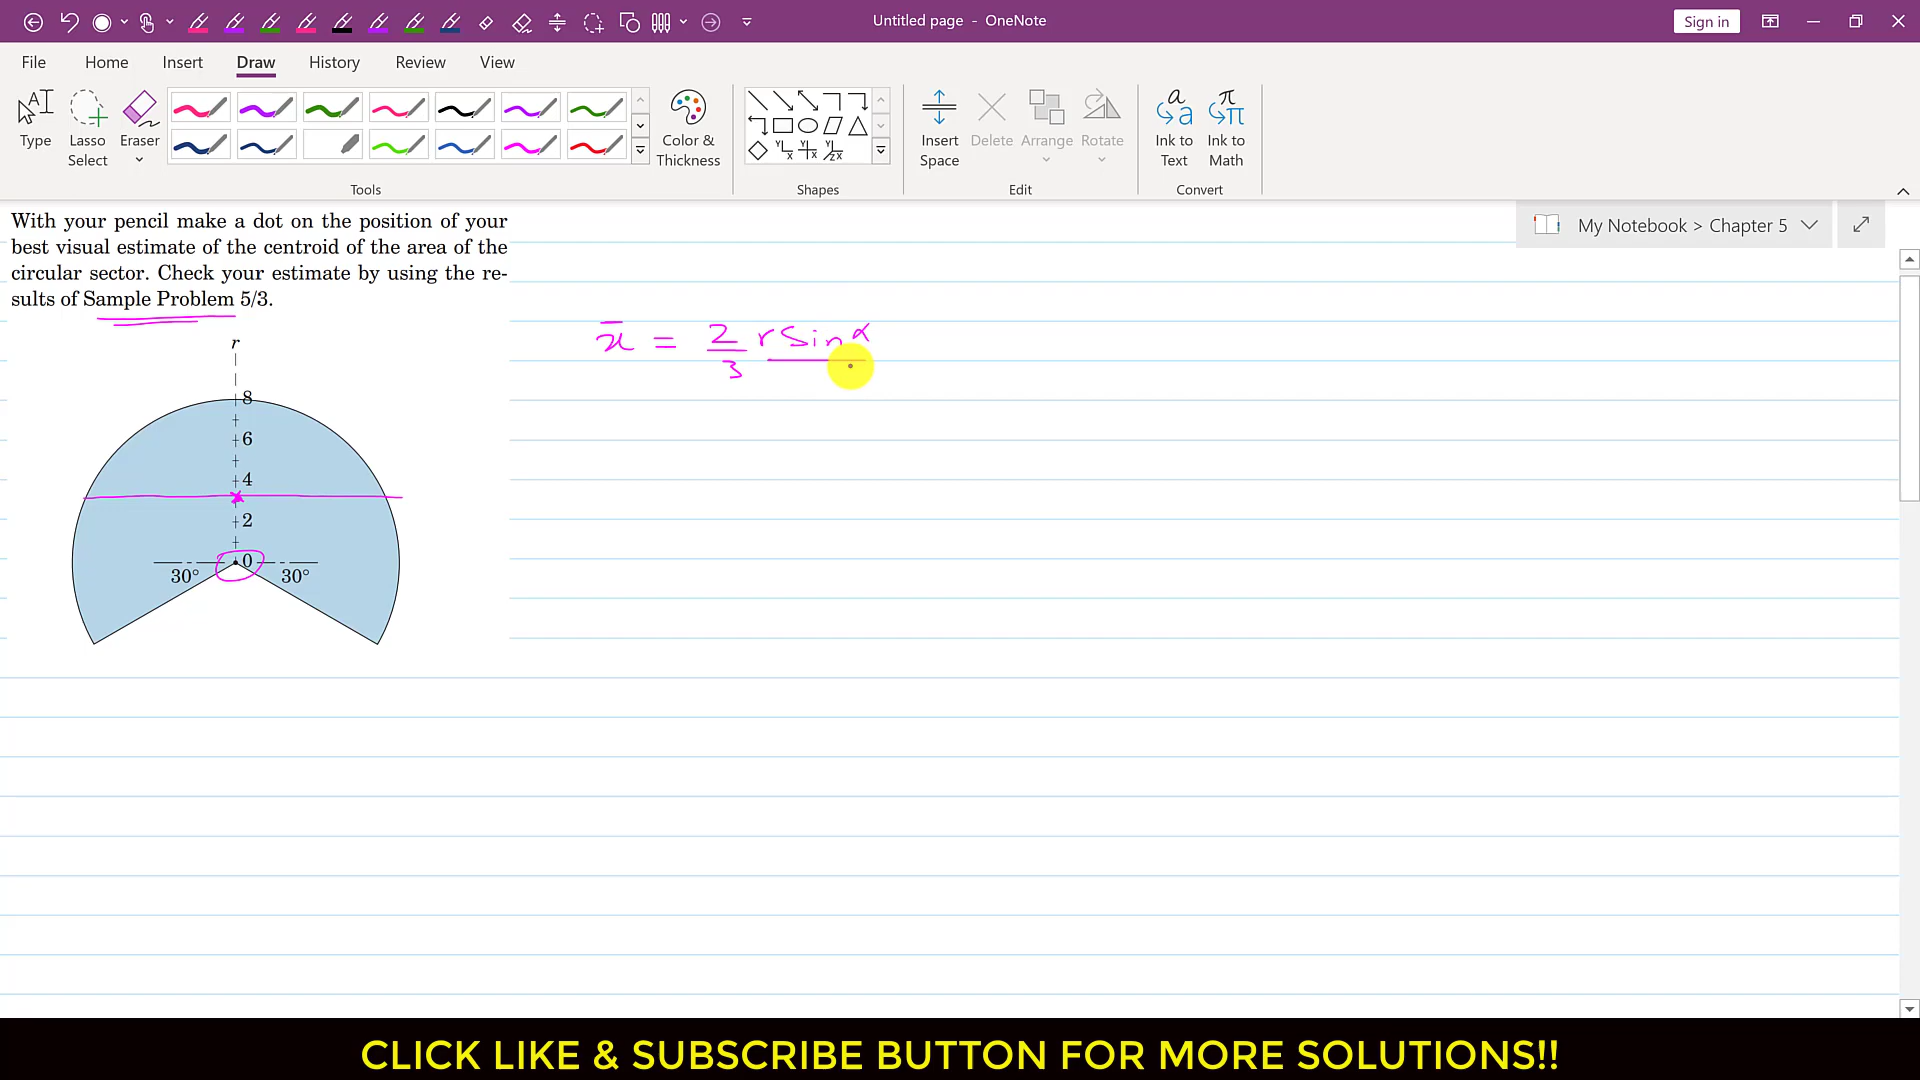 Untitled page - OneNote
Sign in
File Home Insert Draw History Review View
Type
Lasso Select
Eraser
Color & Thickness
Insert Space
Delete
Arrange
Rotate
Ink to Text
Ink to Math
Tools
Shapes
Edit
Convert
My Notebook > Chapter 5
With your pencil make a dot on the position of your
best visual estimate of the centroid of the area of the
circular sector. Check your estimate by using the re-
sults of Sample Problem 5/3.
x̄ = 2/3 r sin α
r
8
6
4
2
0
30° 30°
CLICK LIKE & SUBSCRIBE BUTTON FOR MORE SOLUTIONS!!